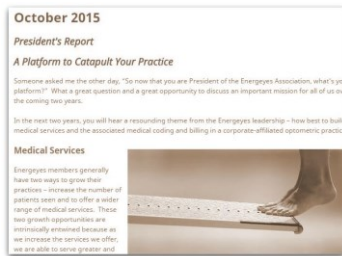 October 2015
President's Report
A Platform to Catapult Your Practice
Someone asked me the other day, "So now that you are President of the Energeyes Association, what's
platform?" What a great question and a great opportunity to discuss an important mission for all of us
the coming two years.
In the next two years, you will hear a resounding theme from the Energeyes leadership – how best to
medical services and the associated medical coding and billing in a corporate-affiliated optometric
Medical Services
Energeyes members generally
have two ways to grow their
practices – increase the number of
patients seen and to offer a wider
range of medical services. These
two growth opportunities are
intrinsically entwined because as
we increase the services we offer,
we are able to serve greater and